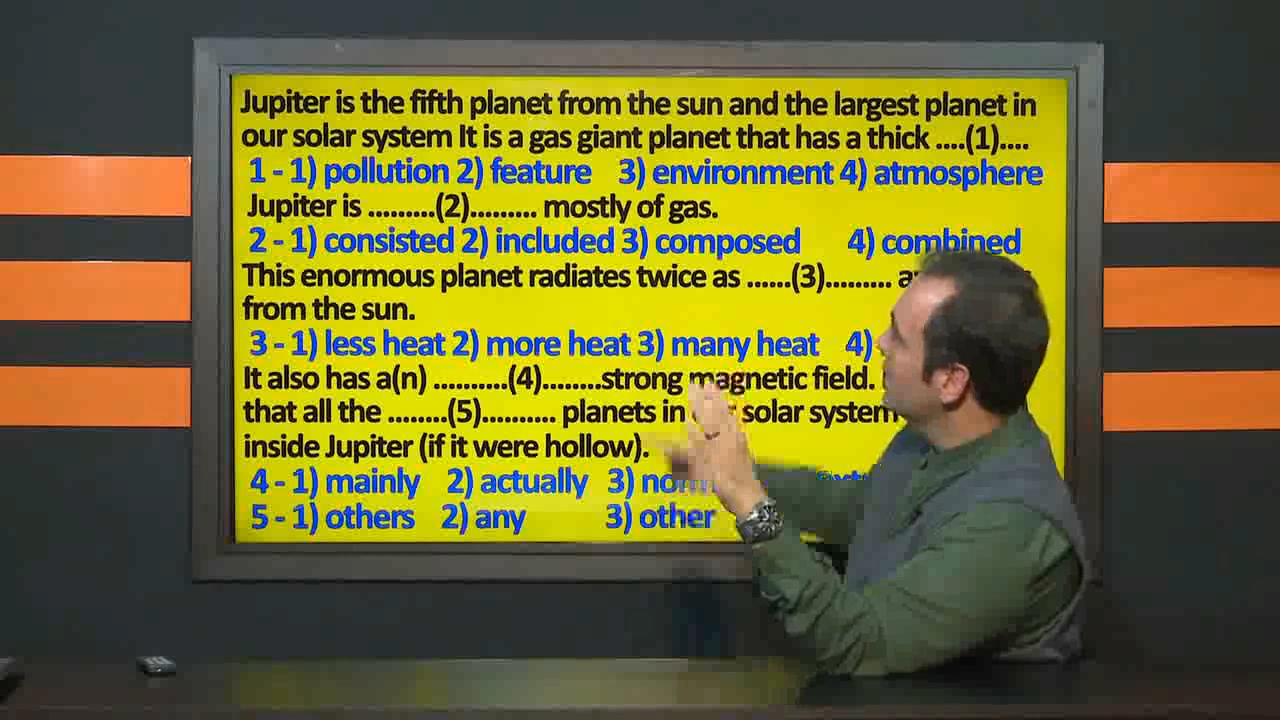 Jupiter is the fifth planet from the sun and the largest planet in
our solar system It is a gas giant planet that has a thick ....(1)....
1 - 1) pollution 2) feature 3) environment 4) atmosphere
Jupiter is .........(2)......... mostly of gas.
2 - 1) consisted 2) included 3) composed 4) combined
This enormous planet radiates twice as ......(3).........
from the sun.
3 - 1) less heat 2) more heat 3) many heat 4)
It also has a(n) ..........(4)........strong magnetic field.
that all the ........(5).......... planets in solar system
inside Jupiter (if it were hollow).
4 - 1) mainly 2) actually 3)
5 - 1) others 2) any 3) other